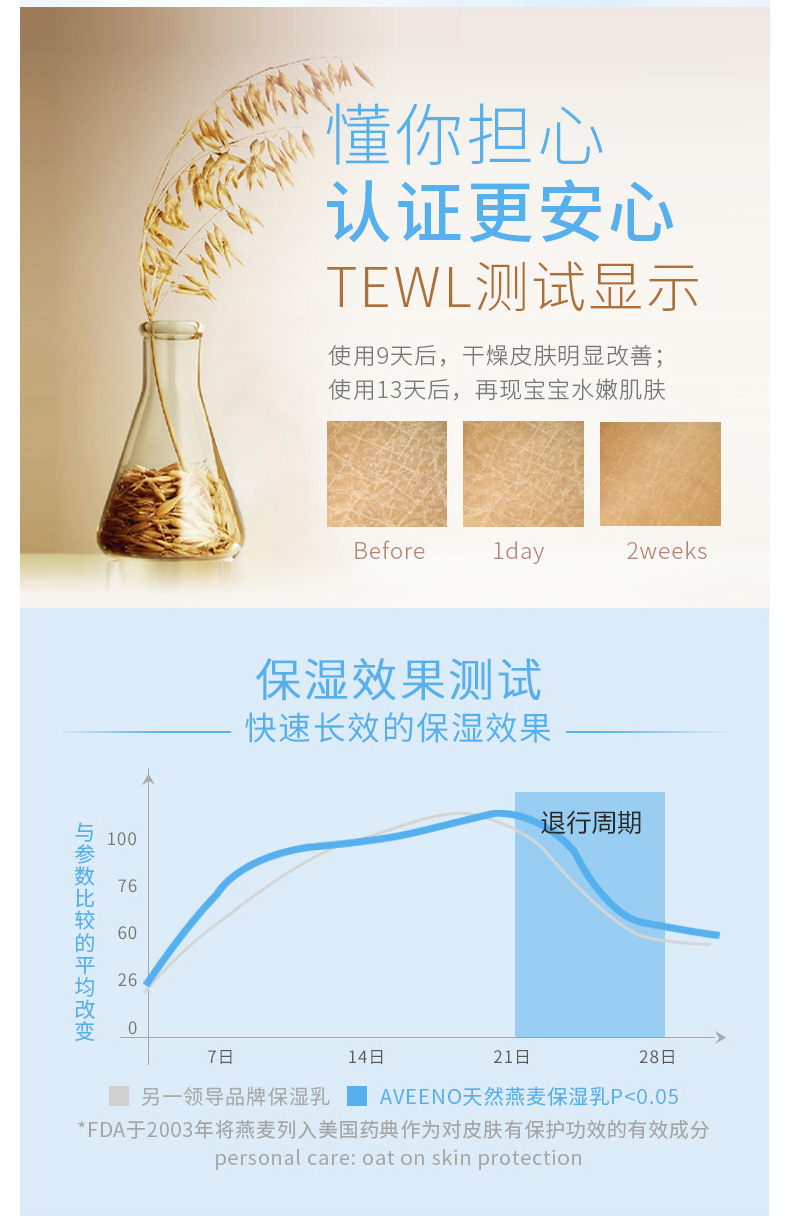 懂你担心
认证更安心
TEWL测试显示
使用9天后，干燥皮肤明显改善；
使用13天后，再现宝宝水嫩肌肤
Before 1day 2weeks
保湿效果测试
快速长效的保湿效果
与参数比较的平均改变
100
76
60
26
0
退行周期
7日 14日 21日 28日
另一领导品牌保湿乳 AVEENO天然燕麦保湿乳P<0.05
*FDA于2003年将燕麦列入美国药典作为对皮肤有保护功效的有效成分
personal care: oat on skin protection